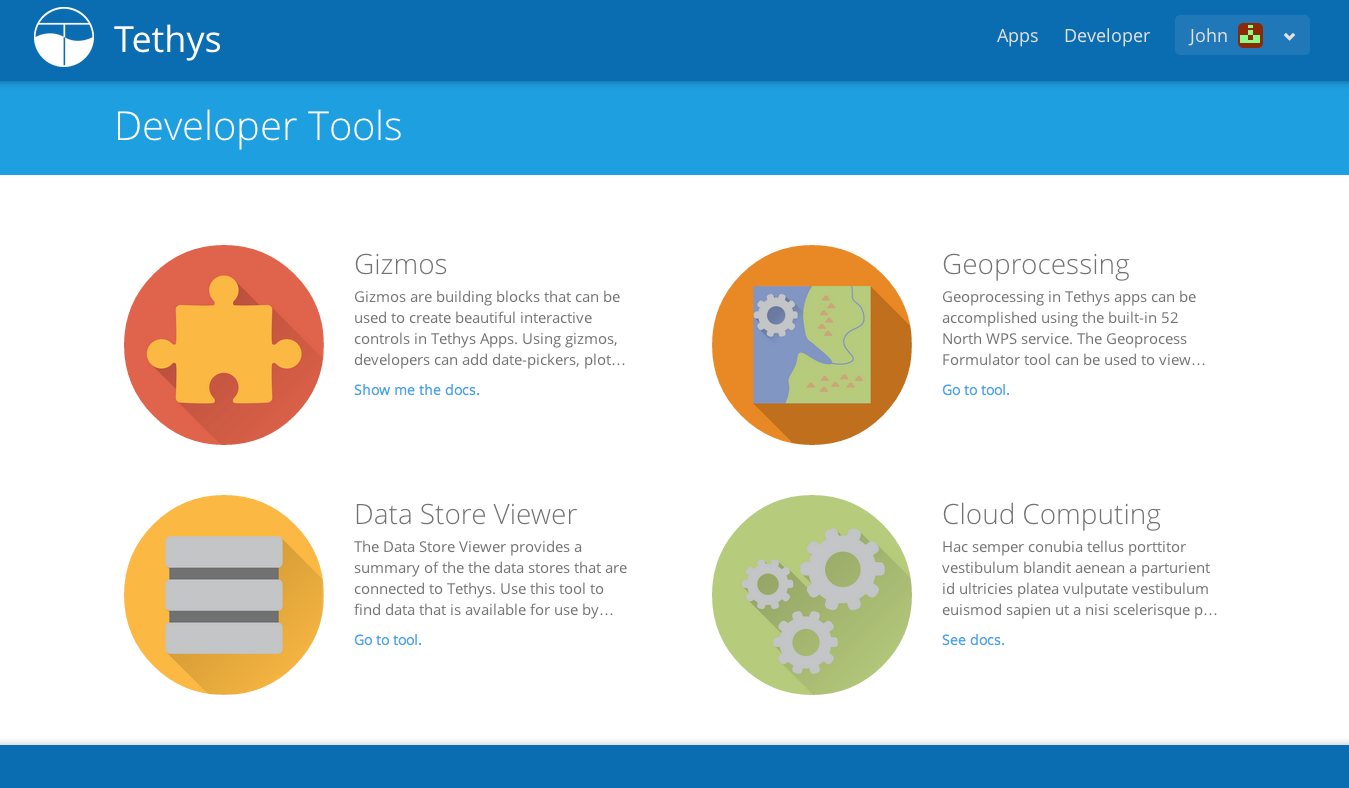 Tethys
Apps
Developer
John
Developer Tools
Gizmos
Gizmos are building blocks that can be
used to create beautiful interactive
controls in Tethys Apps. Using gizmos,
developers can add date-pickers, plot...
Show me the docs.
Geoprocessing
Geoprocessing in Tethys apps can be
accomplished using the built-in 52
North WPS service. The Geoprocess
Formulator tool can be used to view...
Go to tool.
Data Store Viewer
The Data Store Viewer provides a
summary of the the data stores that are
connected to Tethys. Use this tool to
find data that is available for use by...
Go to tool.
Cloud Computing
Hac semper conubia tellus porttitor
vestibulum blandit aenean a parturient
id ultricies platea vulputate vestibulum
euismod sapien ut a nisi scelerisque p...
See docs.